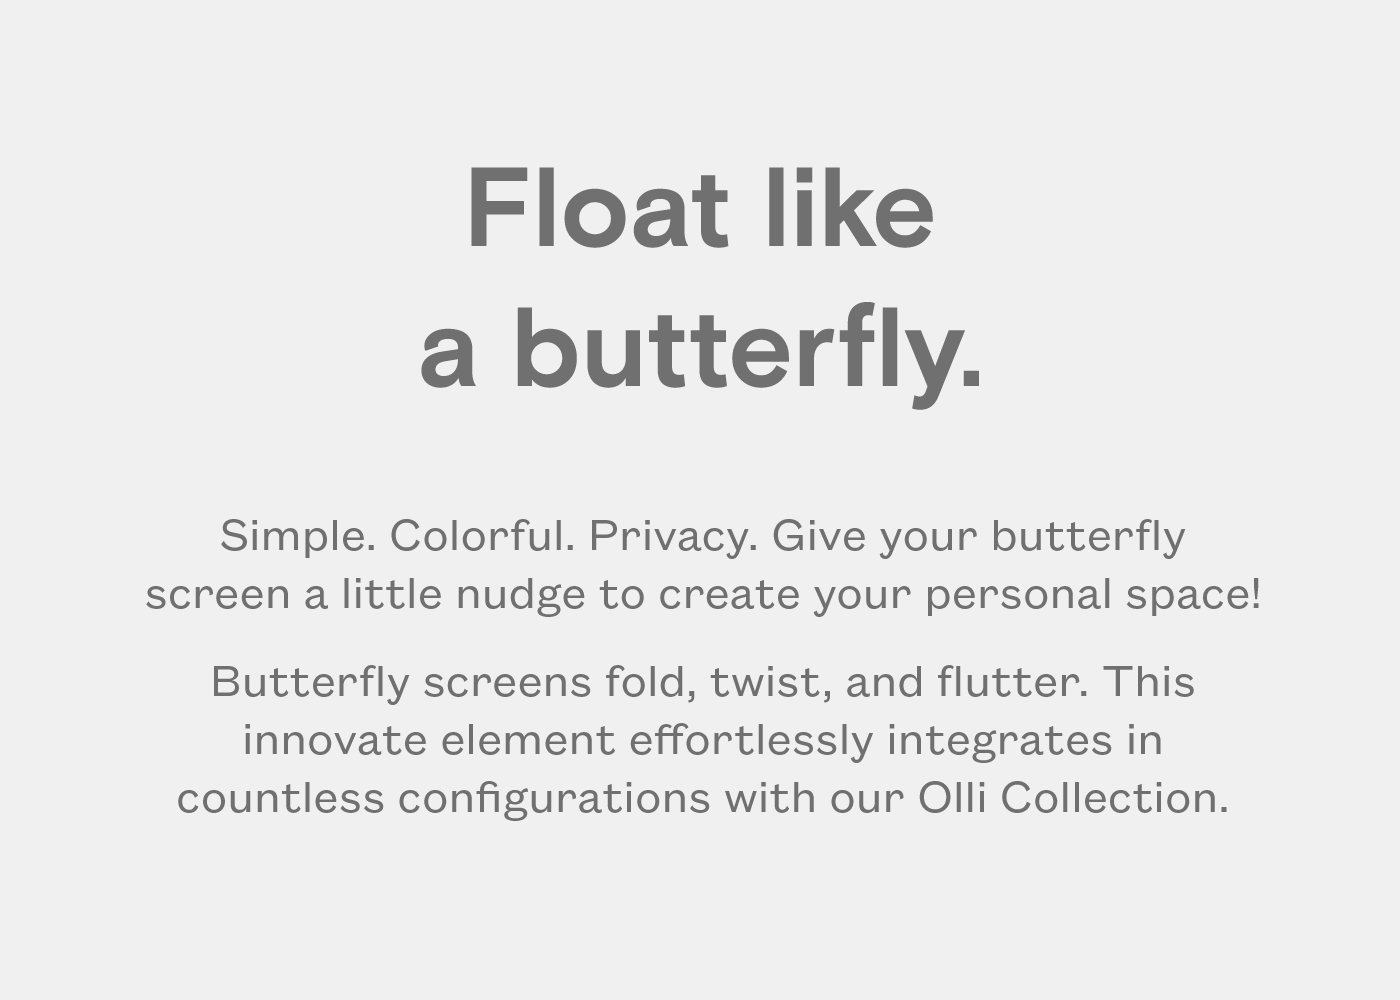 Float like
a butterfly.
Simple. Colorful. Privacy. Give your butterfly
screen a little nudge to create your personal space!
Butterfly screens fold, twist, and flutter. This
innovate element effortlessly integrates in
countless configurations with our Olli Collection.